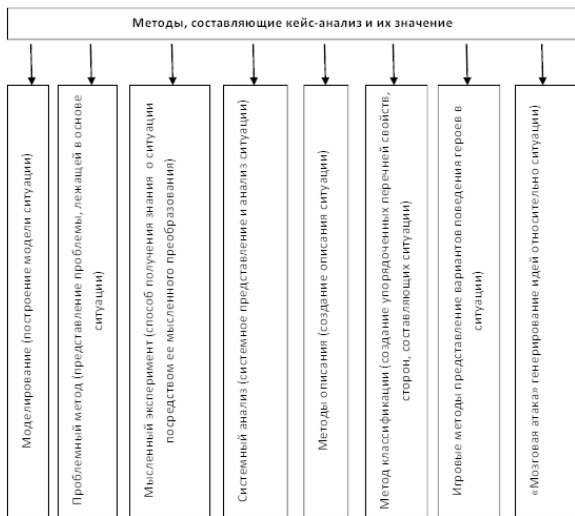 Методы, составляющие кейс-анализ и их значение
Моделирование (построение модели ситуации)
Проблемный метод (представление проблемы, лежащей в основе
ситуации)
Мысленный эксперимент (способ получения знания о ситуации
посредством ее мысленного преобразования)
Системный анализ (системное представление и анализ ситуации)
Методы описания (создание описания ситуации)
Метод классификации (создание упорядоченных перечней свойств,
сторон, составляющих ситуации)
Игровые методы представление вариантов поведения героев в
ситуации)
«Мозговая атака» генерирование идей относительно ситуации)